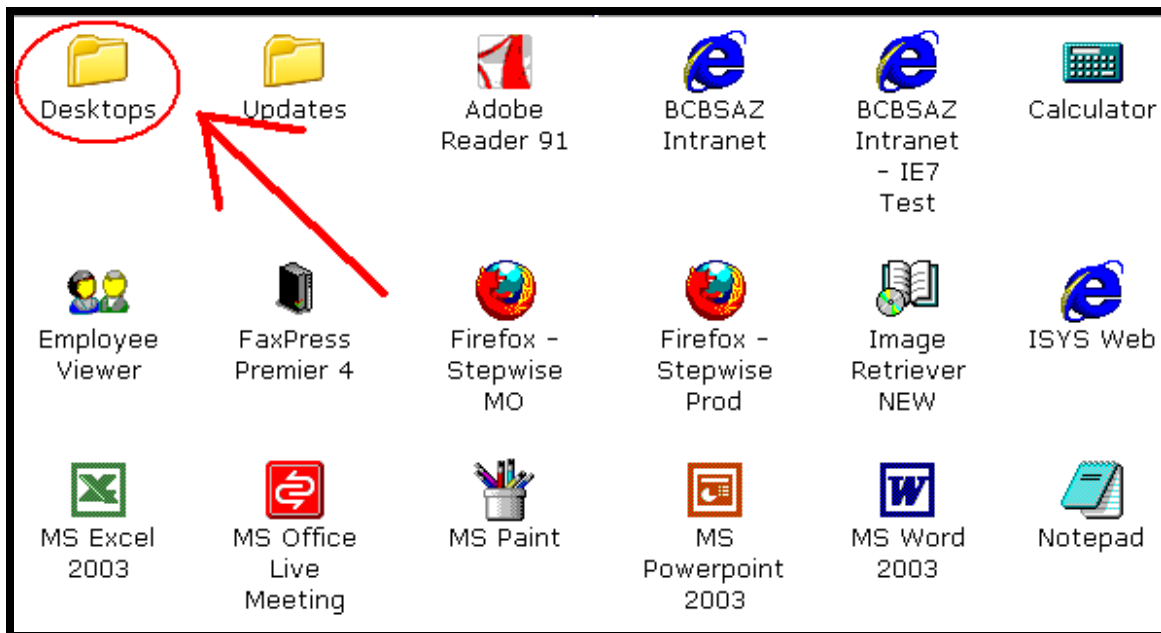 Desktops
Updates
Adobe
Reader 91
BCBSAZ
Intranet
BCBSAZ
Intranet
- IE7
Test
Calculator
Employee
Viewer
FaxPress
Premier 4
Firefox -
Stepwise
MO
Firefox -
Stepwise
Prod
Image
Retriever
NEW
ISYS Web
MS Excel
2003
MS Office
Live
Meeting
MS Paint
MS
Powerpoint
2003
MS Word
2003
Notepad